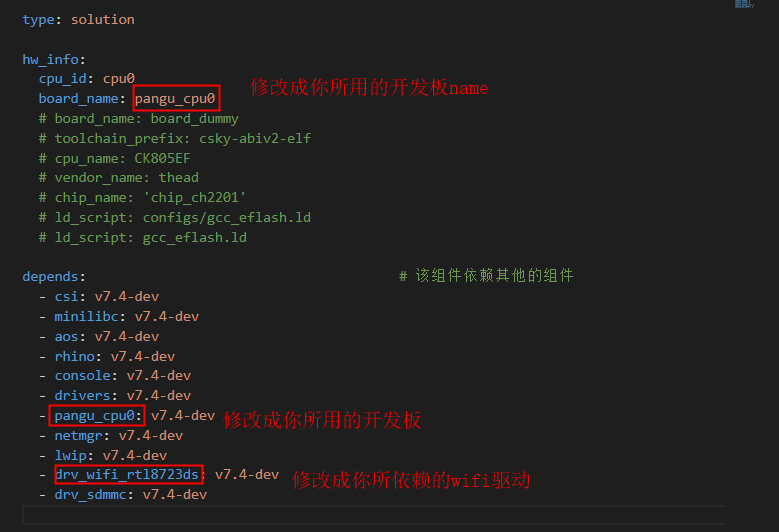 type: solution
hw_info:
cpu_id: cpu0
board_name: pangu_cpu0 修改成你所用的开发板name
# board_name: board_dummy
# toolchain_prefix: csky-abiv2-elf
# cpu_name: CK805EF
# vendor_name: thead
# chip_name: 'chip_ch2201'
# ld_script: configs/gcc_eflash.ld
# ld_script: gcc_eflash.ld
depends: # 该组件依赖其他的组件
- csi: v7.4-dev
- minilibc: v7.4-dev
- aos: v7.4-dev
- rhino: v7.4-dev
- console: v7.4-dev
- drivers: v7.4-dev
- pangu_cpu0: v7.4-dev 修改成你所用的开发板
- netmgr: v7.4-dev
- lwip: v7.4-dev
- drv_wifi_rtl8723ds: v7.4-dev 修改成你所依赖的wifi驱动
- drv_sdmmc: v7.4-dev